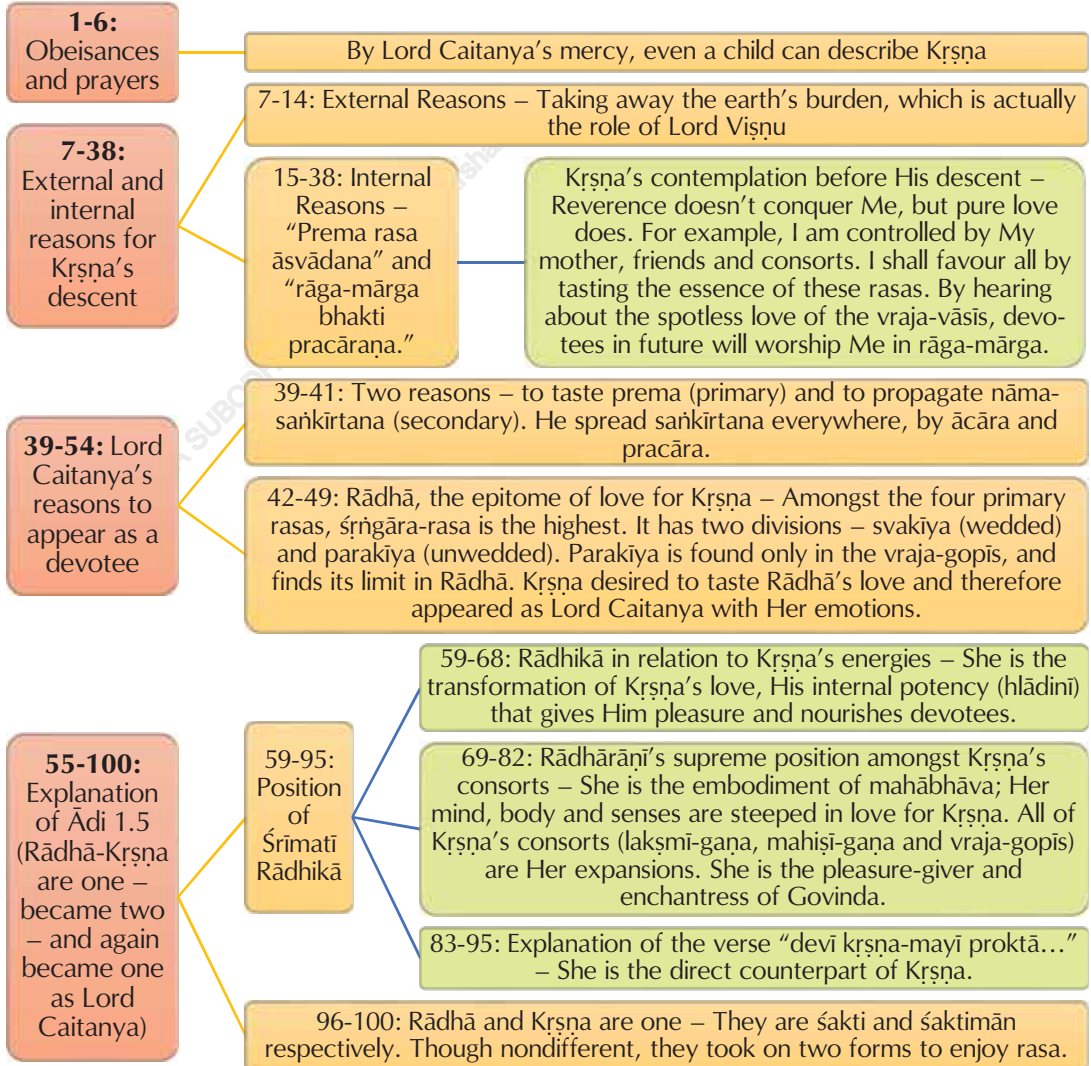 1-6:
Obeisances
and prayers
By Lord Caitanya’s mercy, even a child can describe Kṛṣṇa
7-38:
External and
internal
reasons for
Kṛṣṇa’s
descent
7-14: External Reasons – Taking away the earth’s burden, which is actually
the role of Lord Viṣṇu
15-38: Internal
Reasons –
“Prema rasa
āsvādana” and
“rāga-mārga
bhakti
pracāraṇa.”
Kṛṣṇa’s contemplation before His descent –
Reverence doesn’t conquer Me, but pure love
does. For example, I am controlled by My
mother, friends and consorts. I shall favour all by
tasting the essence of these rasas. By hearing
about the spotless love of the vraja-vāsīs, devo-
tees in future will worship Me in rāga-mārga.
39-54: Lord
Caitanya’s
reasons to
appear as a
devotee
39-41: Two reasons – to taste prema (primary) and to propagate nāma-
saṅkīrtana (secondary). He spread saṅkīrtana everywhere, by ācāra and
pracāra.
42-49: Rādhā, the epitome of love for Kṛṣṇa – Amongst the four primary
rasas, śṛṅgāra-rasa is the highest. It has two divisions – svakīya (wedded)
and parakīya (unwedded). Parakīya is found only in the vraja-gopīs, and
finds its limit in Rādhā. Kṛṣṇa desired to taste Rādhā’s love and therefore
appeared as Lord Caitanya with Her emotions.
55-100:
Explanation
of Ādi 1.5
(Rādhā-Kṛṣṇa
are one –
became two
– and again
became one
as Lord
Caitanya)
59-95:
Position
of
Śrīmatī
Rādhikā
59-68: Rādhikā in relation to Kṛṣṇa’s energies – She is the
transformation of Kṛṣṇa’s love, His internal potency (hlādinī)
that gives Him pleasure and nourishes devotees.
69-82: Rādhārāṇī’s supreme position amongst Kṛṣṇa’s
consorts – She is the embodiment of mahābhāva; Her
mind, body and senses are steeped in love for Kṛṣṇa. All of
Kṛṣṇa’s consorts (lakṣmī-gaṇa, mahiṣī-gaṇa and vraja-gopīs)
are Her expansions. She is the pleasure-giver and
enchantress of Govinda.
83-95: Explanation of the verse “devī kṛṣṇa-mayī proktā…”
– She is the direct counterpart of Kṛṣṇa.
96-100: Rādhā and Kṛṣṇa are one – They are śakti and śaktimān
respectively. Though nondifferent, they took on two forms to enjoy rasa.